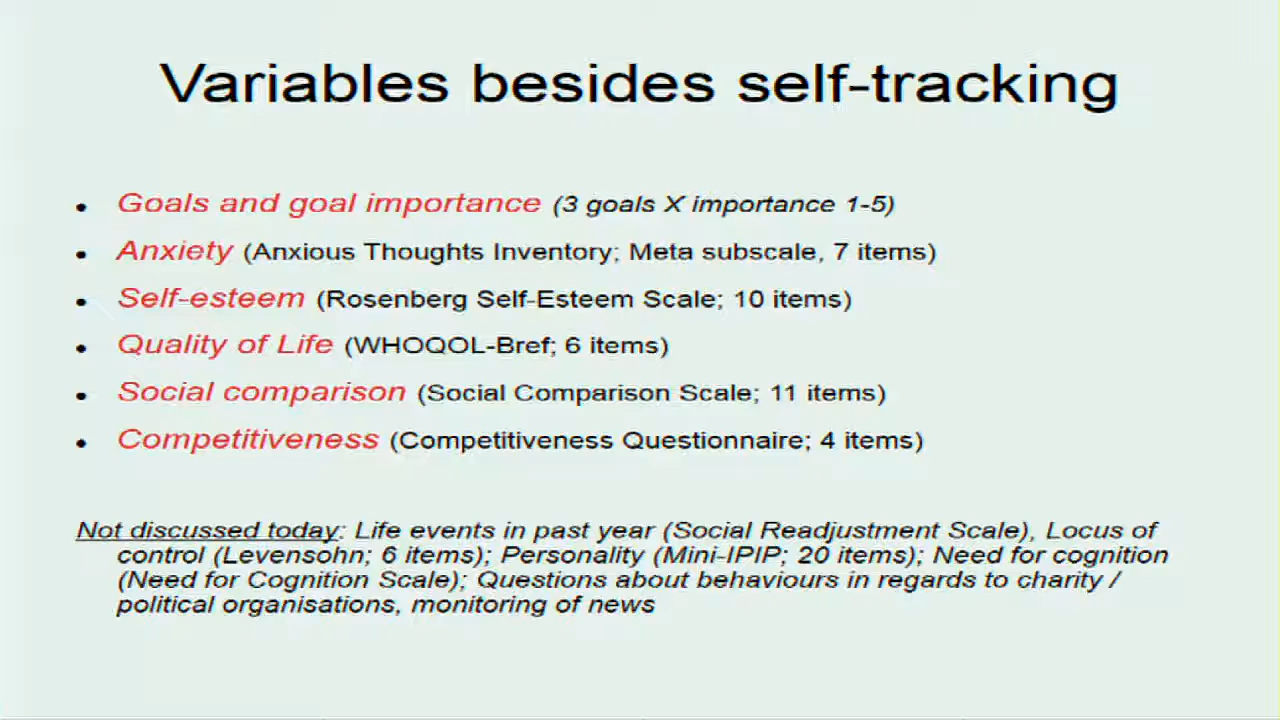 Variables besides self-tracking
• Goals and goal importance (3 goals X importance 1-5)
• Anxiety (Anxious Thoughts Inventory; Meta subscale, 7 items)
• Self-esteem (Rosenberg Self-Esteem Scale; 10 items)
• Quality of Life (WHOQOL-Bref; 6 items)
• Social comparison (Social Comparison Scale; 11 items)
• Competitiveness (Competitiveness Questionnaire; 4 items)
Not discussed today: Life events in past year (Social Readjustment Scale), Locus of
control (Levensohn; 6 items); Personality (Mini-IPIP; 20 items); Need for cognition
(Need for Cognition Scale); Questions about behaviours in regards to charity /
political organisations, monitoring of news